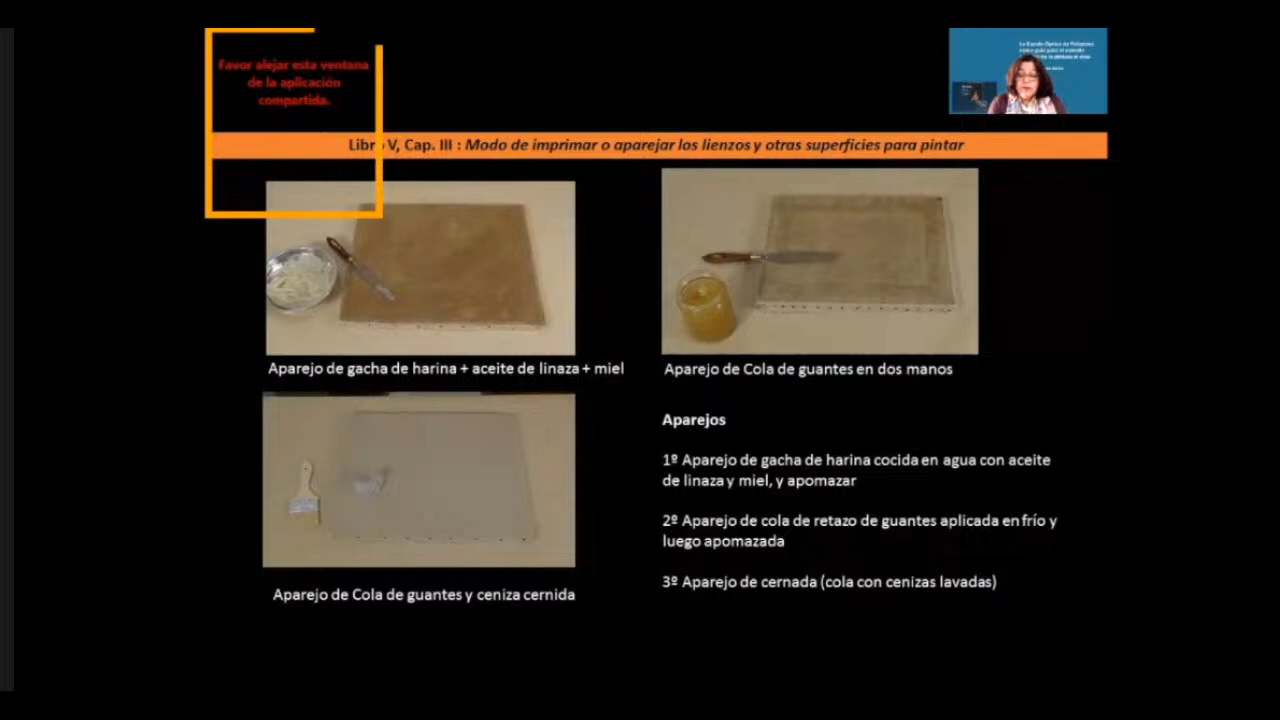 Favor alejar esta ventana
de la aplicación
compartida.
Libro V, Cap. III : Modo de imprimar o aparejar los lienzos y otras superficies para pintar
Aparejo de gacha de harina + aceite de linaza + miel
Aparejo de Cola de guantes en dos manos
Aparejo de Cola de guantes y ceniza cernida
Aparejos
1º Aparejo de gacha de harina cocida en agua con aceite
de linaza y miel, y apomazar
2º Aparejo de cola de retazo de guantes aplicada en frío y
luego apomazada
3º Aparejo de cernada (cola con cenizas lavadas)